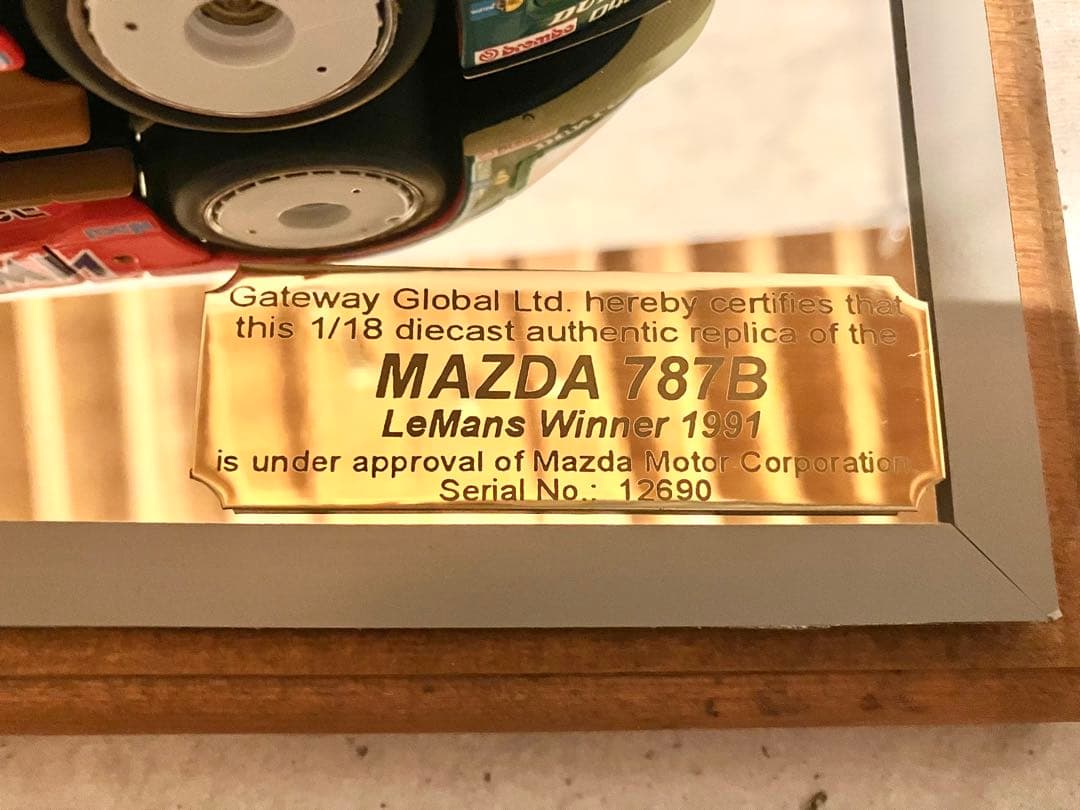 brembo
Gateway Global Ltd. hereby certifies that
this 1/18 diecast authentic replica of the
MAZDA 787B
LeMans Winner 1991
is under approval of Mazda Motor Corporation
Serial No.: 12690